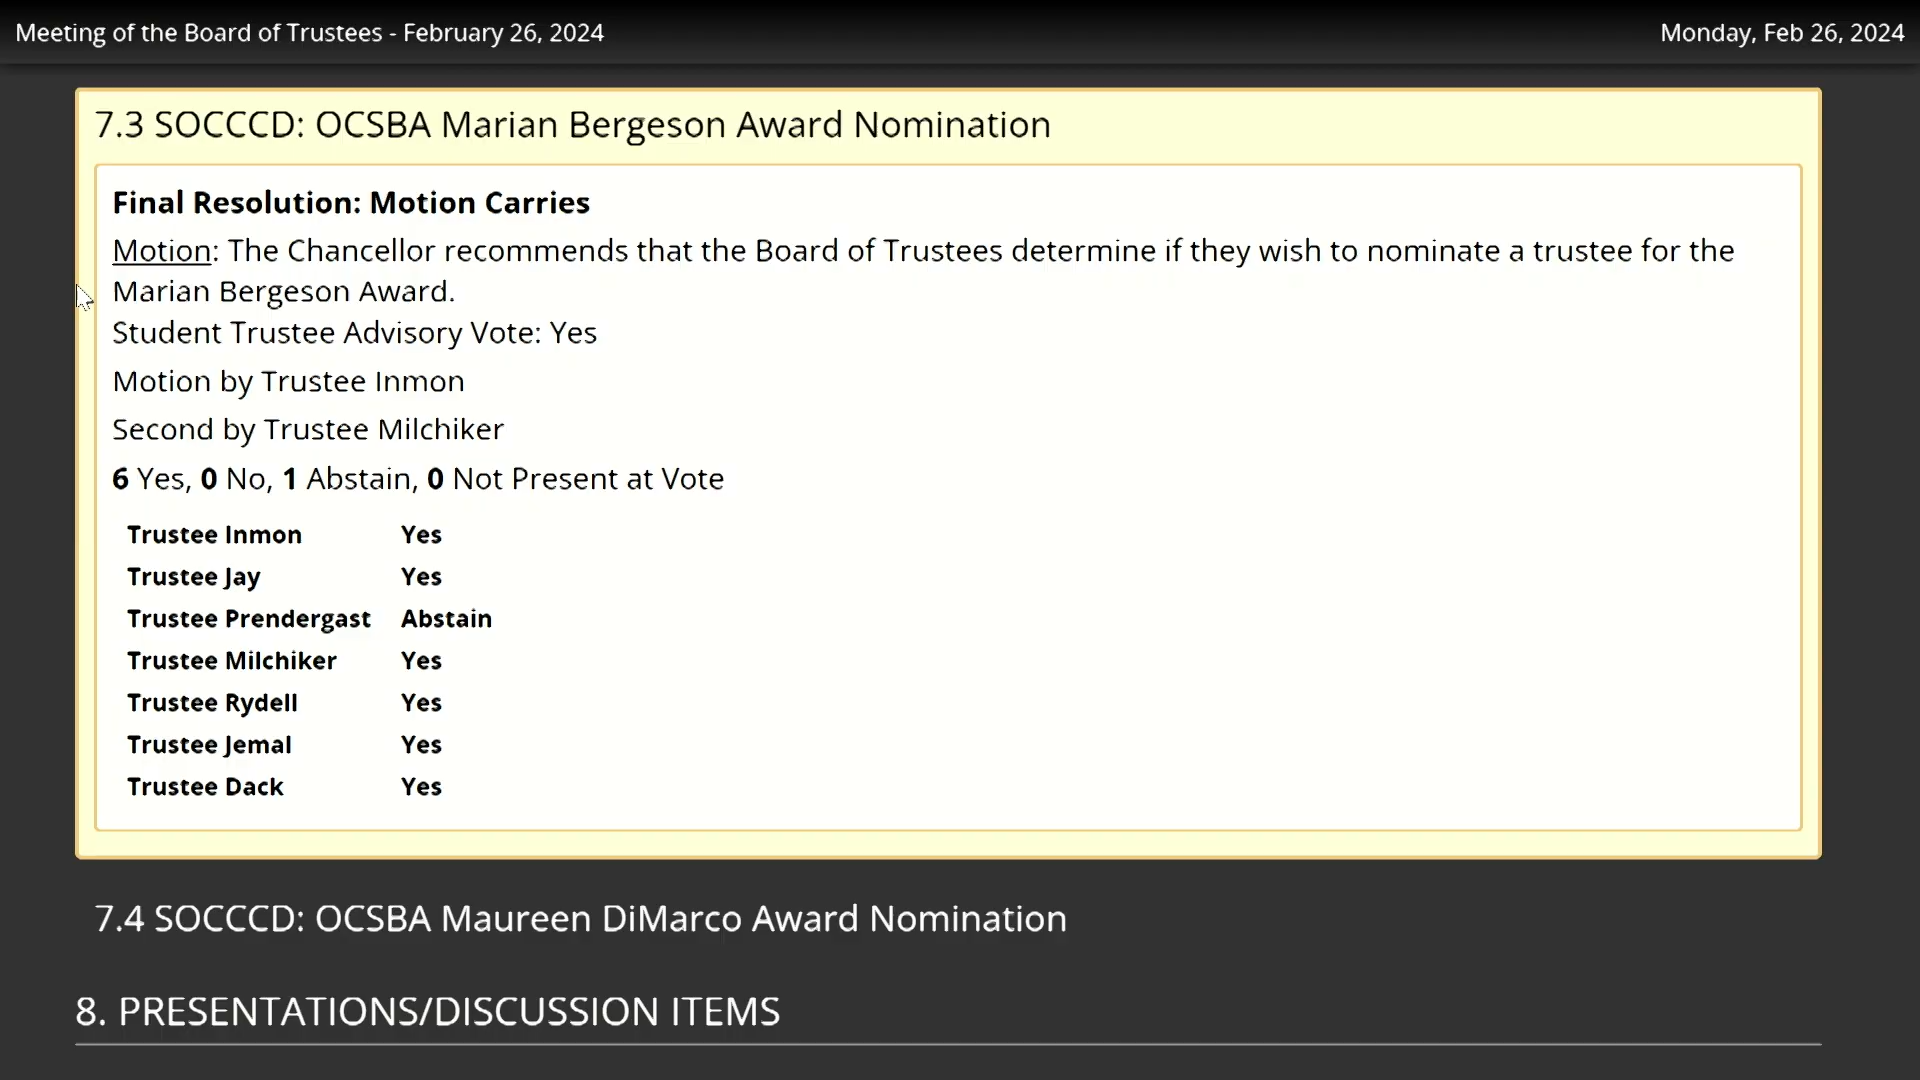 Meeting of the Board of Trustees - February 26, 2024
Monday, Feb 26, 2024
7.3 SOCCCD: OCSBA Marian Bergeson Award Nomination
Final Resolution: Motion Carries
Motion: The Chancellor recommends that the Board of Trustees determine if they wish to nominate a trustee for the
Marian Bergeson Award.
Student Trustee Advisory Vote: Yes
Motion by Trustee Inmon
Second by Trustee Milchiker
6 Yes, 0 No, 1 Abstain, 0 Not Present at Vote
Trustee Inmon Yes
Trustee Jay Yes
Trustee Prendergast Abstain
Trustee Milchiker Yes
Trustee Rydell Yes
Trustee Jemal Yes
Trustee Dack Yes
7.4 SOCCCD: OCSBA Maureen DiMarco Award Nomination
8. PRESENTATIONS/DISCUSSION ITEMS